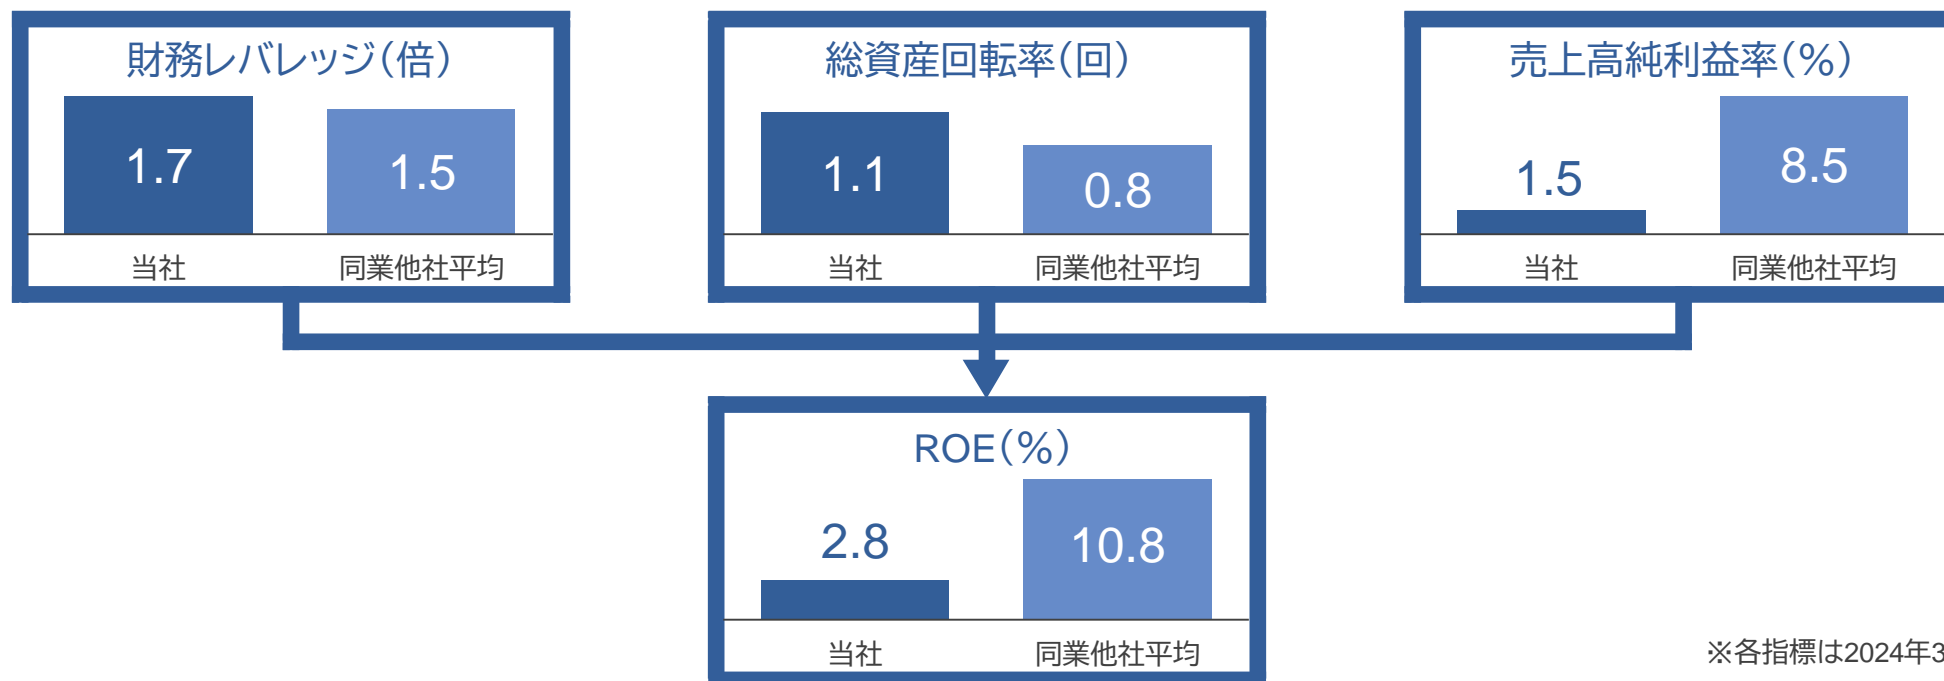 財務レバレッジ（倍）
1.7
1.5
当社
同業他社平均
総資産回転率（回）
1.1
0.8
当社
同業他社平均
売上高純利益率（％）
1.5
8.5
当社
同業他社平均
ROE（％）
2.8
10.8
当社
同業他社平均
※各指標は2024年3